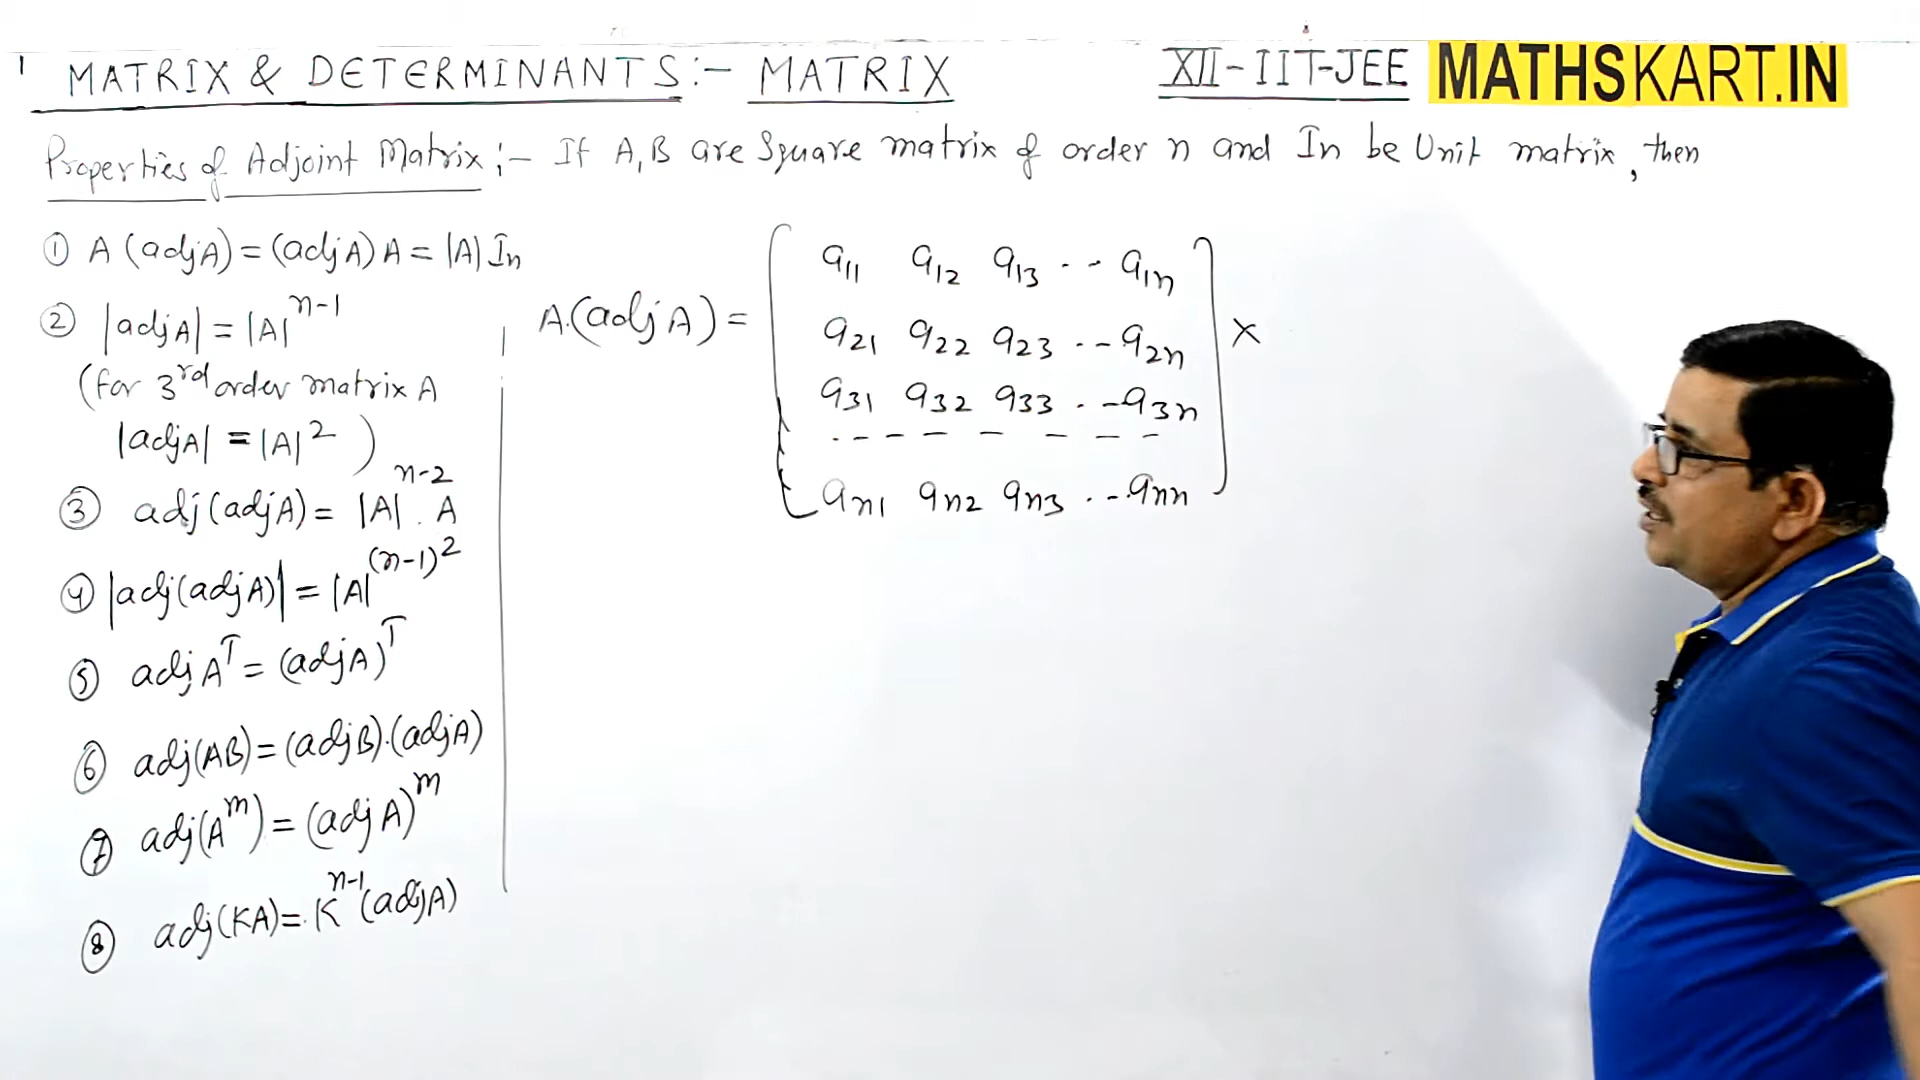 MATRIX & DETERMINANTS:- MATRIX XII-IIT-JEE MATHSKART.IN
Properties of Adjoint Matrix:- If A,B are Square matrix of order n and In be Unit matrix, then
① A(adjA) = (adjA)A = |A|In
② |adjA| = |A|^{n-1}
(for 3rd order matrix A
|adjA| = |A|²)
③ adj(adjA) = |A|^{n-2}. A
④ |adj(adjA)| = |A|^{(n-1)²}
⑤ adj A^T = (adjA)^T
⑥ adj(AB) = (adjB).(adjA)
⑦ adj(A^m) = (adjA)^m
⑧ adj(KA)=.K^{n-1}(adjA)
A.(adjA) =
a₁₁ a₁₂ a₁₃ -- a₁n
a₂₁ a₂₂ a₂₃ --- a₂n
a₃₁ a₃₂ a₃₃ . -- a₃n
- - - - - - - -
an₁ an₂ an₃ . -- ann
×